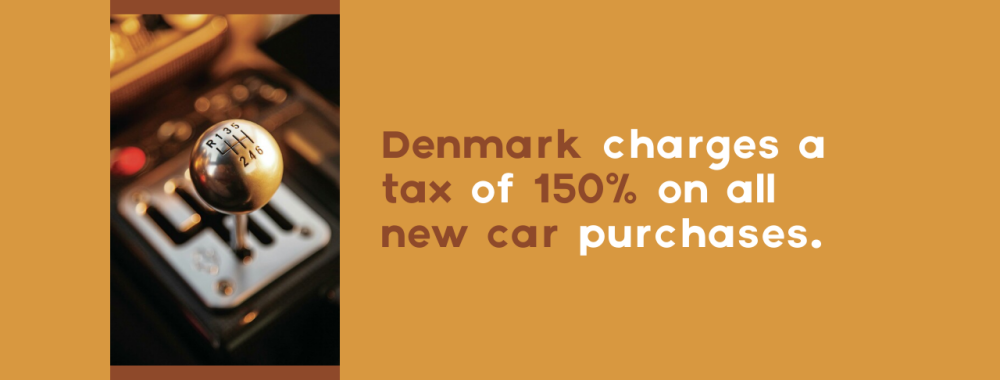 R 1 3 5
L 2 4 6
Denmark charges a
tax of 150% on all
new car purchases.